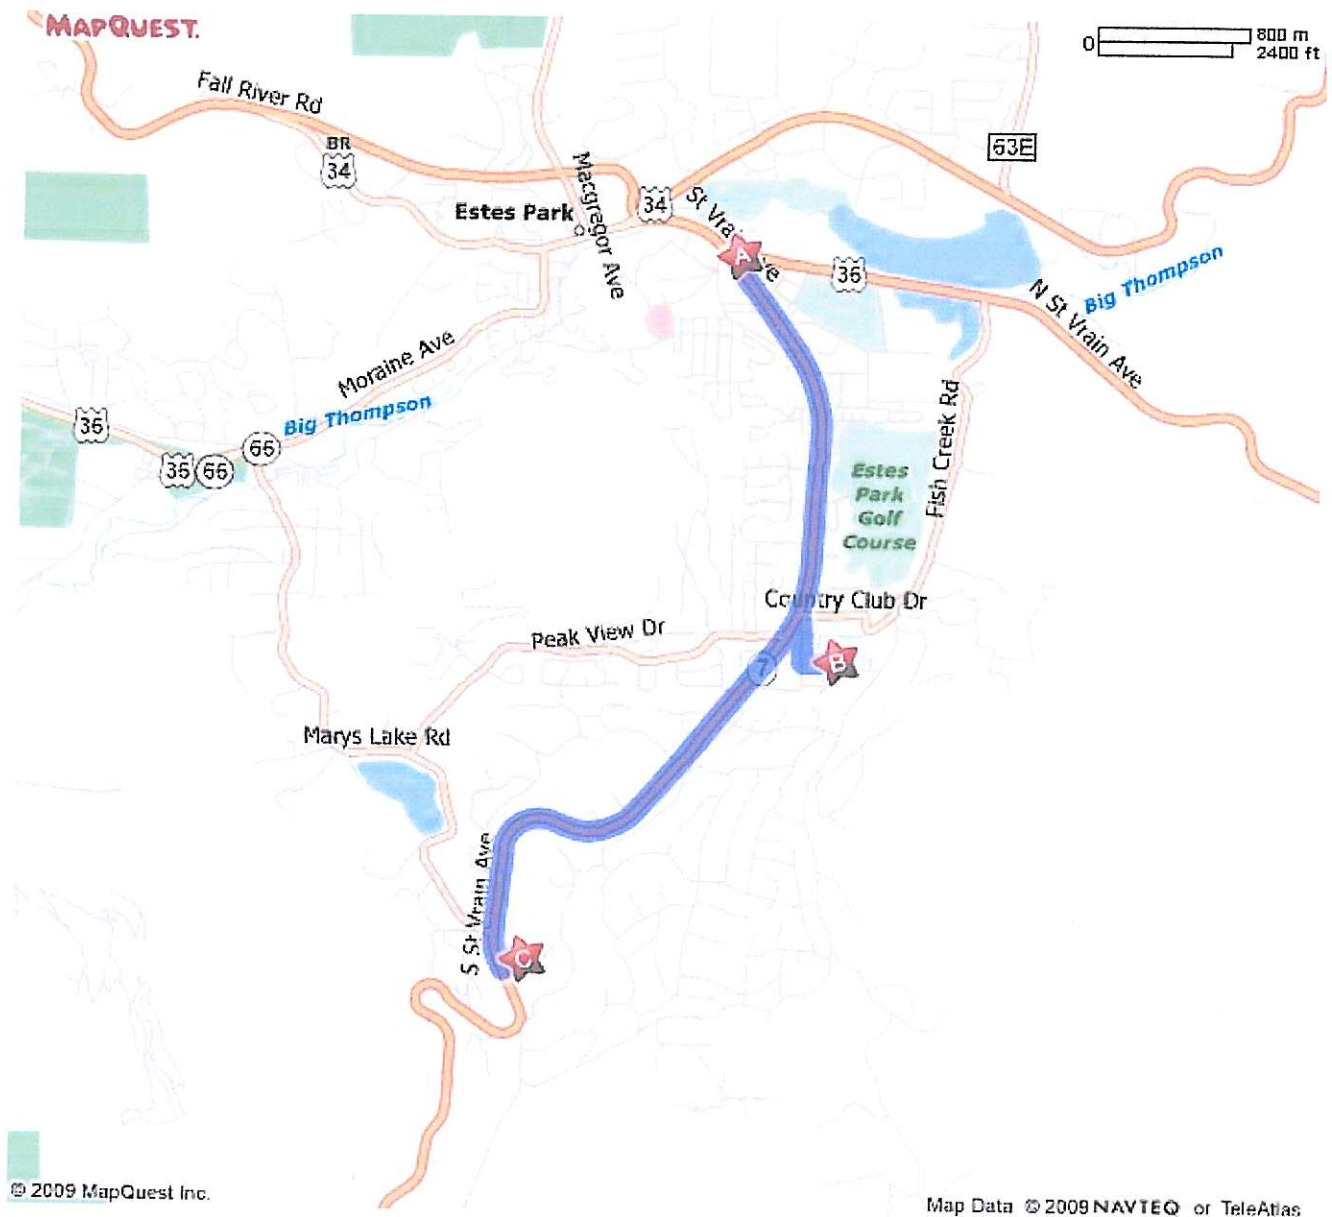 MAPQUEST.
0
800 m
2400 ft
Fall River Rd
BR
34
63E
Macgregor Ave
34
St Vrain Ave
A
Estes Park
36
Big Thompson
N St Vrain Ave
Moraine Ave
Big Thompson
36
36
66
66
Fish Creek Rd
Estes
Park
Golf
Course
Country Club Dr
Peak View Dr
7
B
Marys Lake Rd
S St Vrain Ave
C
© 2009 MapQuest Inc.
Map Data © 2009 NAVTEQ or TeleAtlas